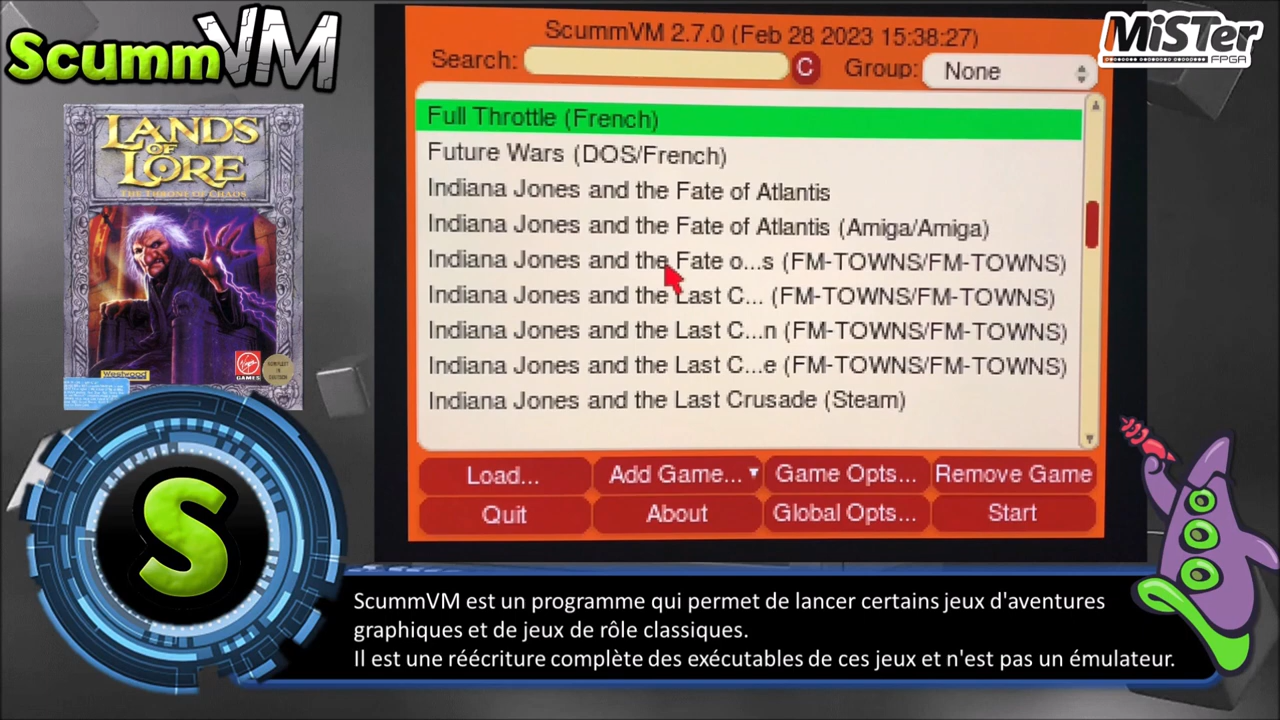 ScummVM
MiSTer
FPGA
LANDS
OF
LORE
THE THRONE OF CHAOS
Westwood
Virgin
GAMES
S
ScummVM 2.7.0 (Feb 28 2023 15:38:27)
Search:
C
Group:
None
Full Throttle (French)
Future Wars (DOS/French)
Indiana Jones and the Fate of Atlantis
Indiana Jones and the Fate of Atlantis (Amiga/Amiga)
Indiana Jones and the Fate o...s (FM-TOWNS/FM-TOWNS)
Indiana Jones and the Last C... (FM-TOWNS/FM-TOWNS)
Indiana Jones and the Last C...n (FM-TOWNS/FM-TOWNS)
Indiana Jones and the Last C...e (FM-TOWNS/FM-TOWNS)
Indiana Jones and the Last Crusade (Steam)
Load...
Add Game...
Game Opts...
Remove Game
Quit
About
Global Opts...
Start
ScummVM est un programme qui permet de lancer certains jeux d'aventures
graphiques et de jeux de rôle classiques.
Il est une réécriture complète des exécutables de ces jeux et n'est pas un émulateur.